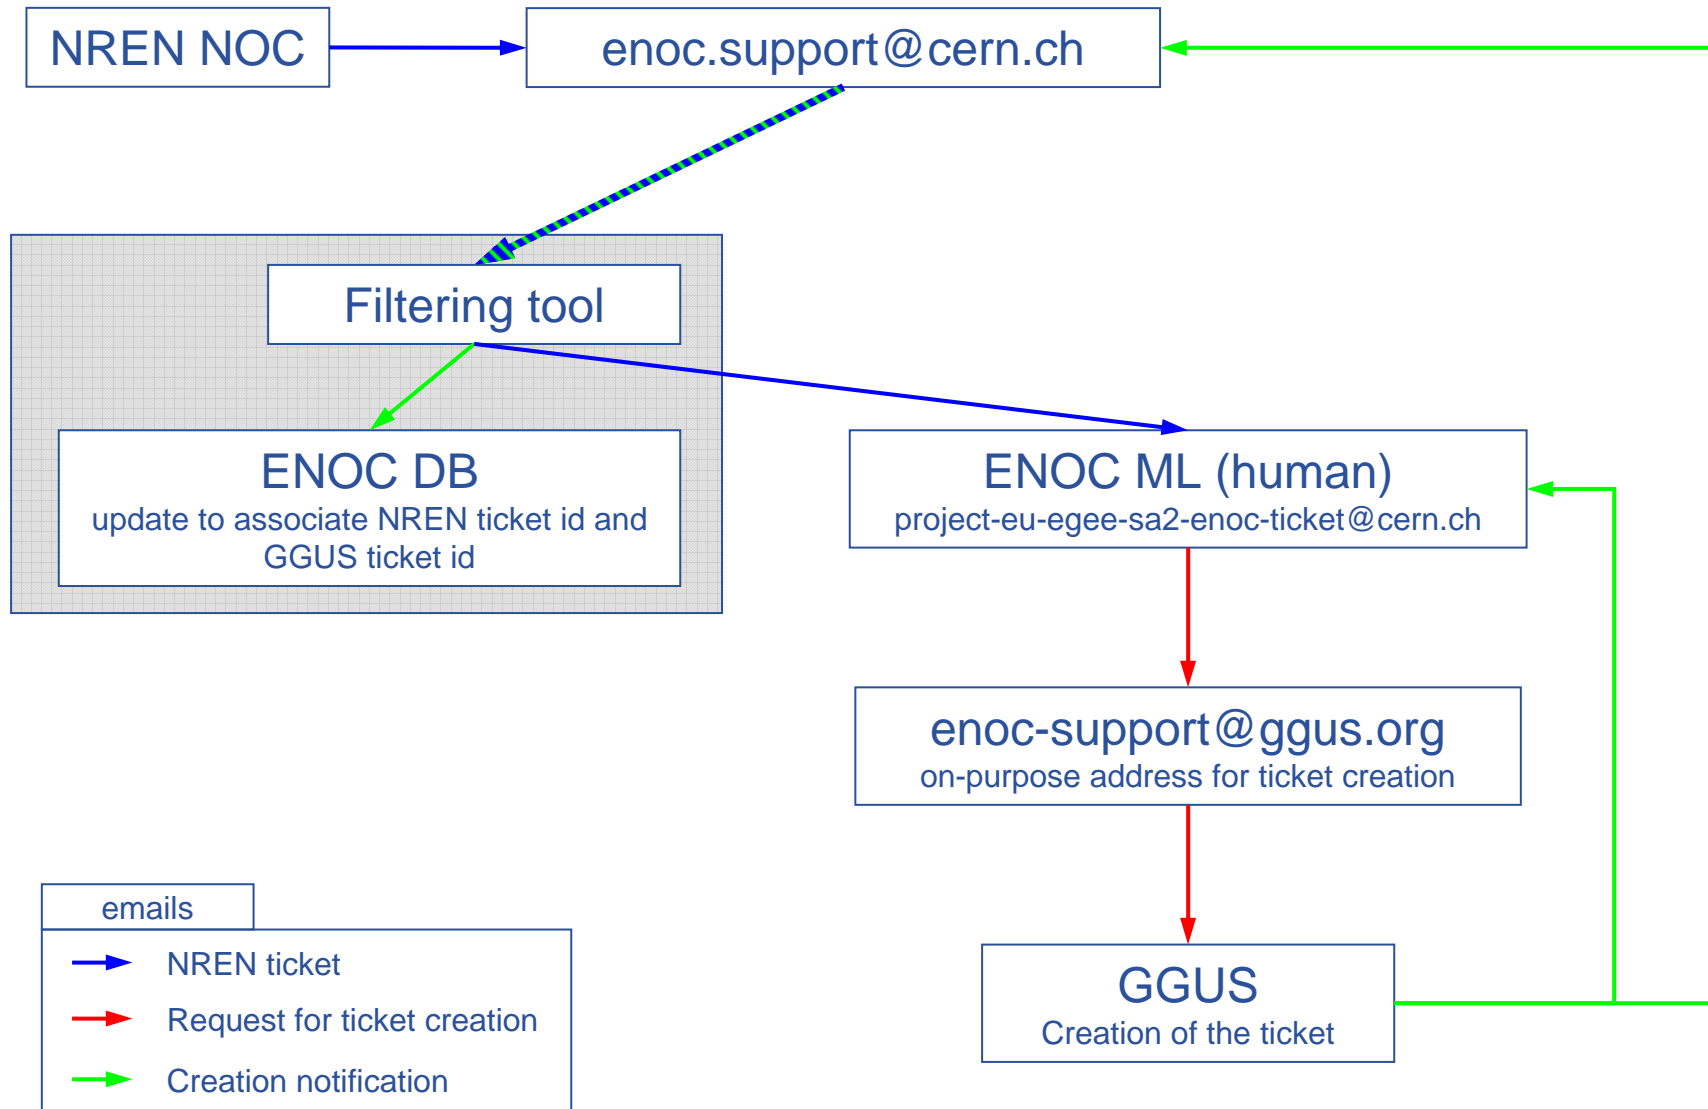 NREN NOC
enoc.support@cern.ch
Filtering tool
ENOC DB
update to associate NREN ticket id and
GGUS ticket id
ENOC ML (human)
project-eu-egee-sa2-enoc-ticket@cern.ch
enoc-support@ggus.org
on-purpose address for ticket creation
GGUS
Creation of the ticket
emails
NREN ticket
Request for ticket creation
Creation notification